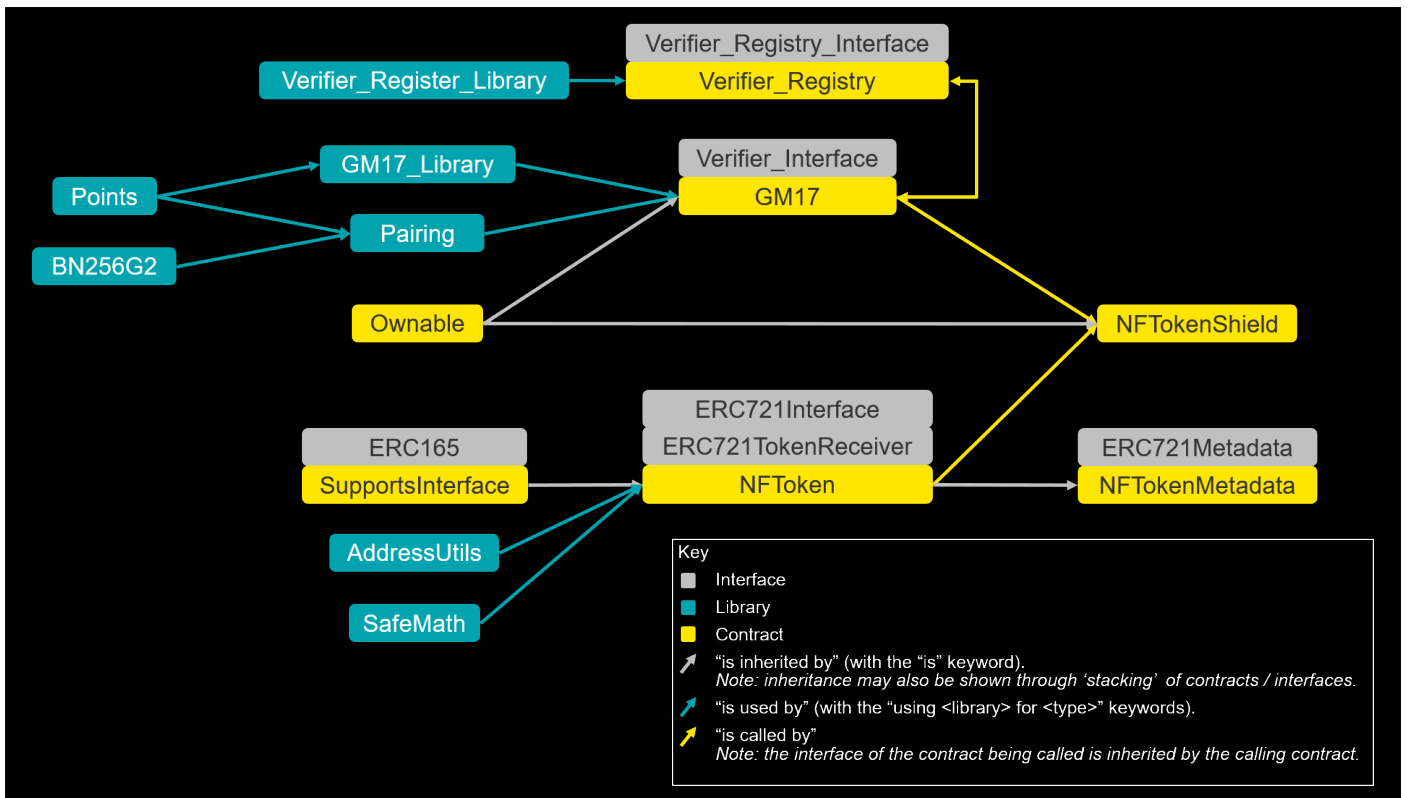 Verifier_Registry_Interface
Verifier_Register_Library
Verifier_Registry
GM17_Library
Verifier_Interface
Points
GM17
Pairing
BN256G2
Ownable
NFTokenShield
ERC721Interface
ERC165
ERC721TokenReceiver
ERC721Metadata
SupportsInterface
NFToken
NFTokenMetadata
AddressUtils
SafeMath
Key
Interface
Library
Contract
“is inherited by” (with the “is” keyword).
Note: inheritance may also be shown through ‘stacking’ of contracts / interfaces.
“is used by” (with the “using <library> for <type>” keywords).
“is called by”
Note: the interface of the contract being called is inherited by the calling contract.